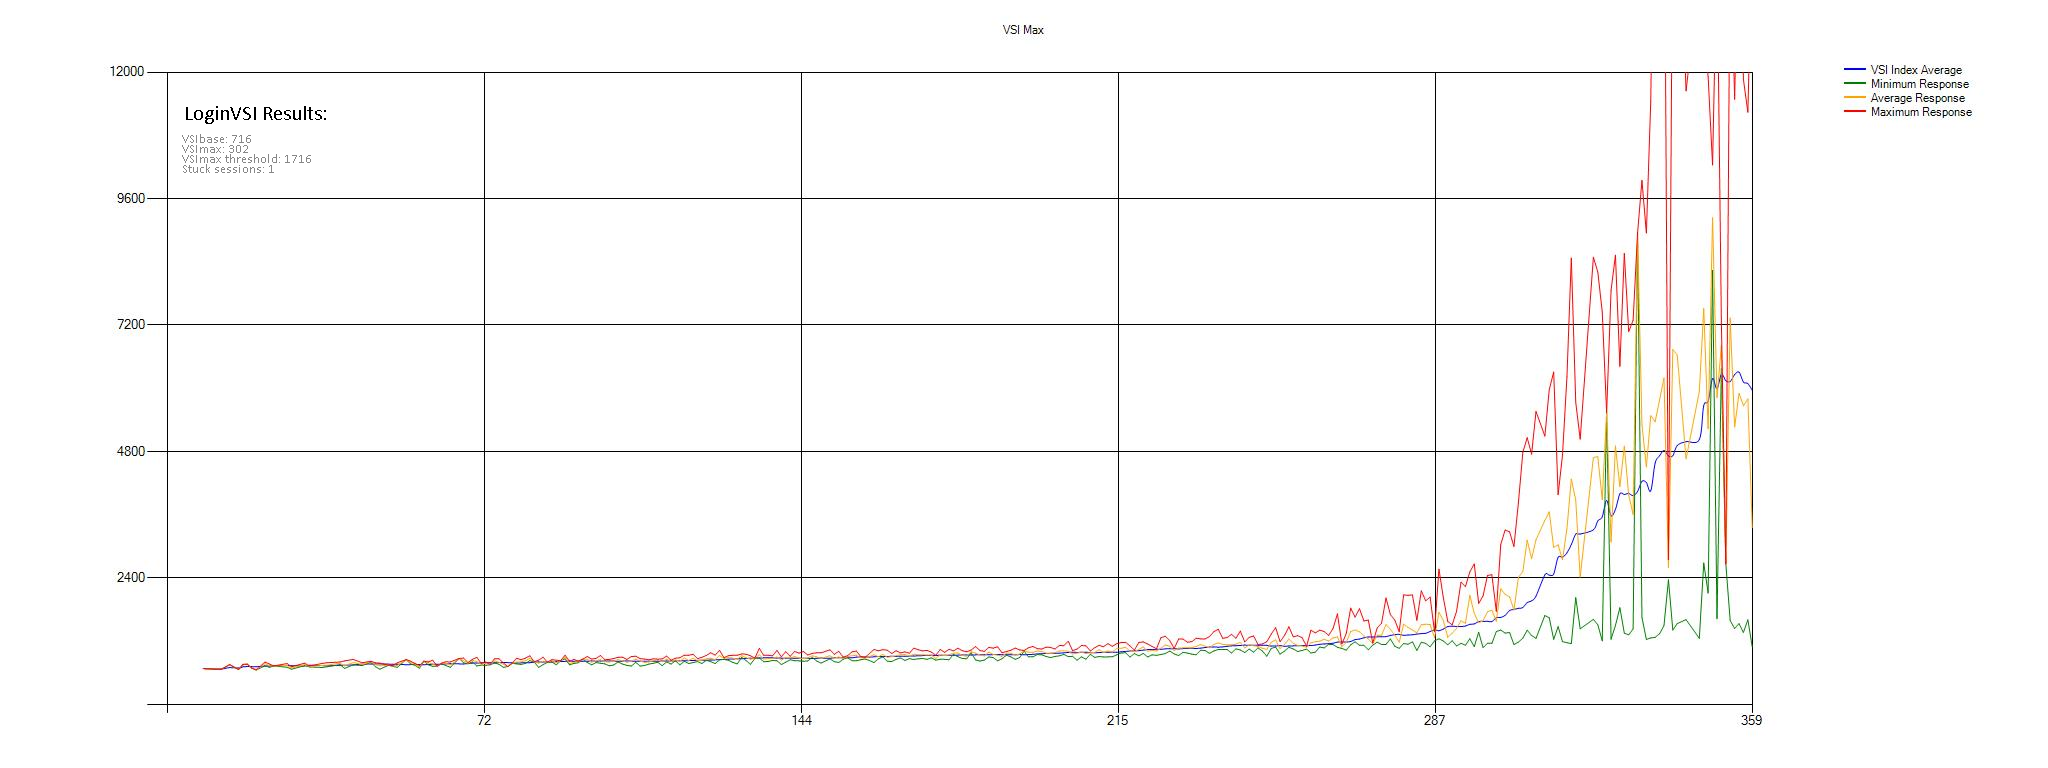 VSI Max
12000
9600
7200
4800
2400
LoginVSI Results:
VSIbase: 716
VSImax: 302
VSImax threshold: 1716
Stuck sessions: 1
VSI Index Average
Minimum Response
Average Response
Maximum Response
72
144
215
287
359